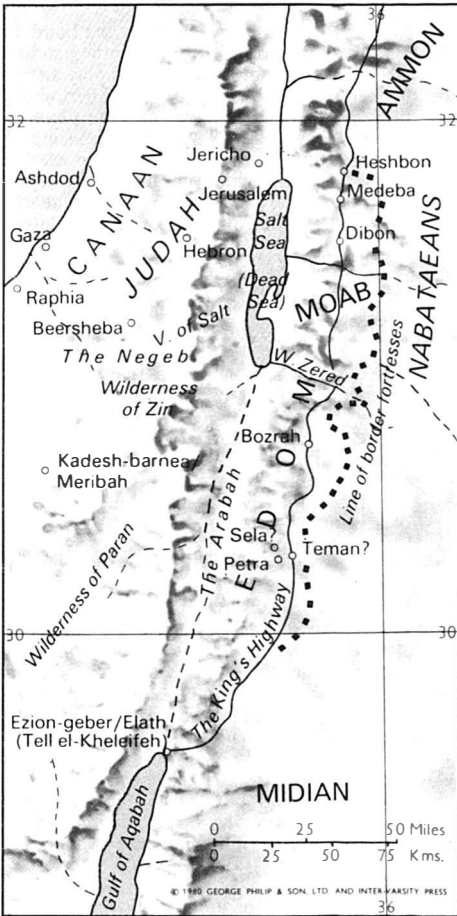 36
AMMON
32
Jericho
Heshbon
Ashdod
Jerusalem
Medeba
CANAAN
Salt
Sea
Gaza
JUDAH
Hebron
Dibon
(Dead
Sea)
NABATAEANS
Raphia
MOAB
Beersheba
V. of Salt
The Negeb
W. Zered
Wilderness
of Zin
Line of border fortresses
EDOM
Bozrah
Kadesh-barnea/
Meribah
The Arabah
Sela?
Teman?
Petra
Wilderness of Paran
30
30
The King's Highway
Ezion-geber/Elath
(Tell el-Kheleifeh)
MIDIAN
Gulf of Aqabah
0 25 50 Miles
0 25 50 75 Kms.
© 1980 GEORGE PHILIP & SON. LTD. AND INTER-VARSITY PRESS
36